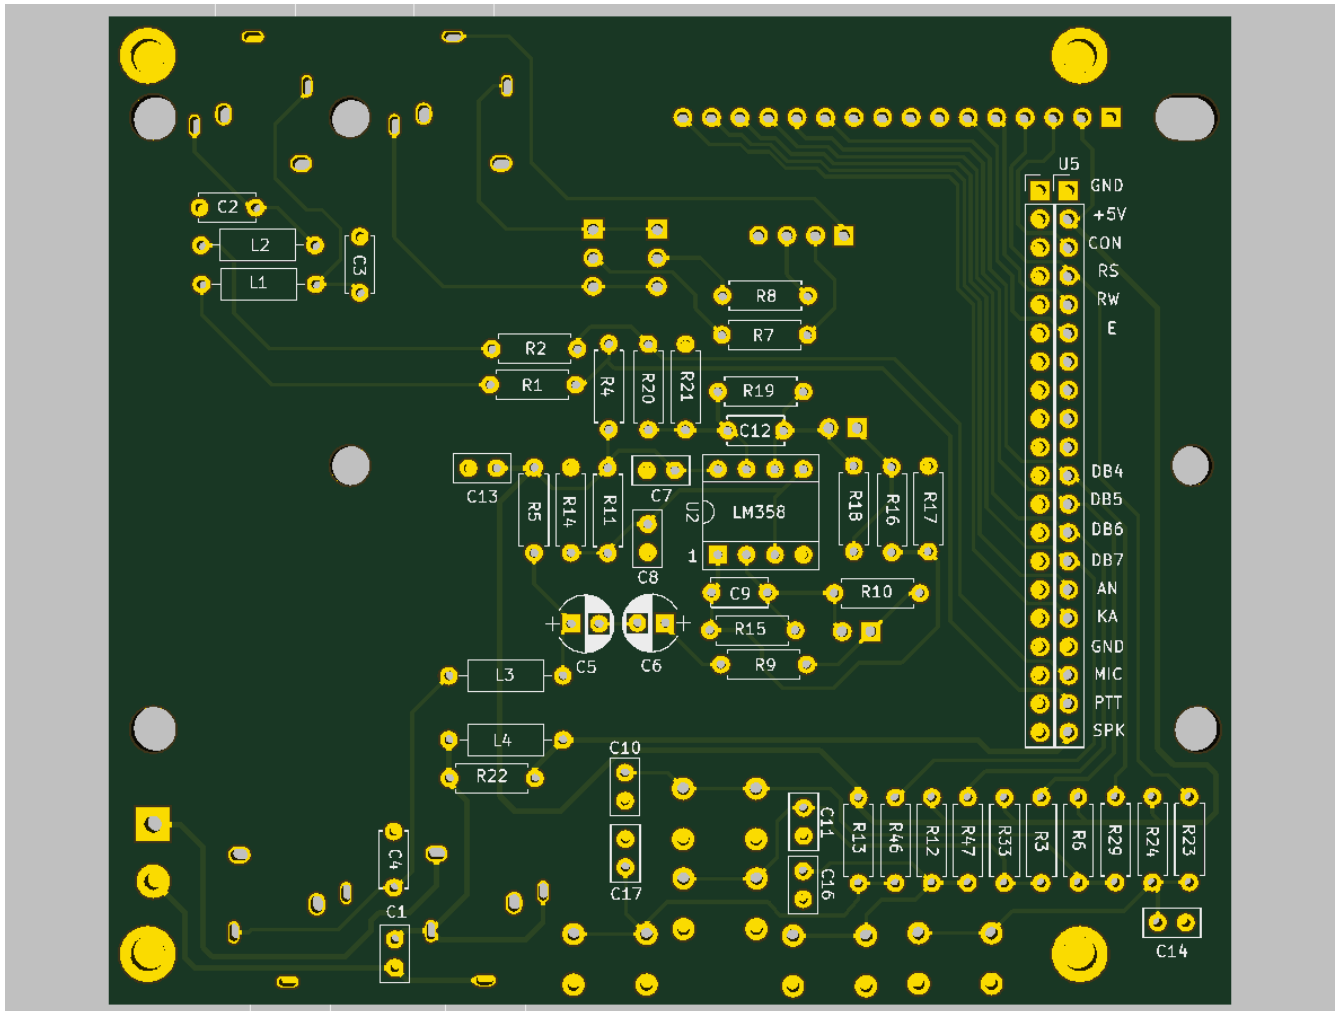 U5
GND
+5V
C2
CON
L2
C3
RS
L1
R8
RW
E
R7
R2
R1
R4
R20
R21
R19
C12
DB4
C13
C7
DB5
R5
R14
R11
U2
LM358
R18
R16
R17
DB6
1
DB7
C8
AN
C9
R10
KA
+
+
R15
GND
C5
C6
R9
L3
MIC
PTT
SPK
L4
C10
R22
C11
R13
R46
R12
R47
R33
R3
R6
R29
R24
R23
C4
C17
C16
C1
C14